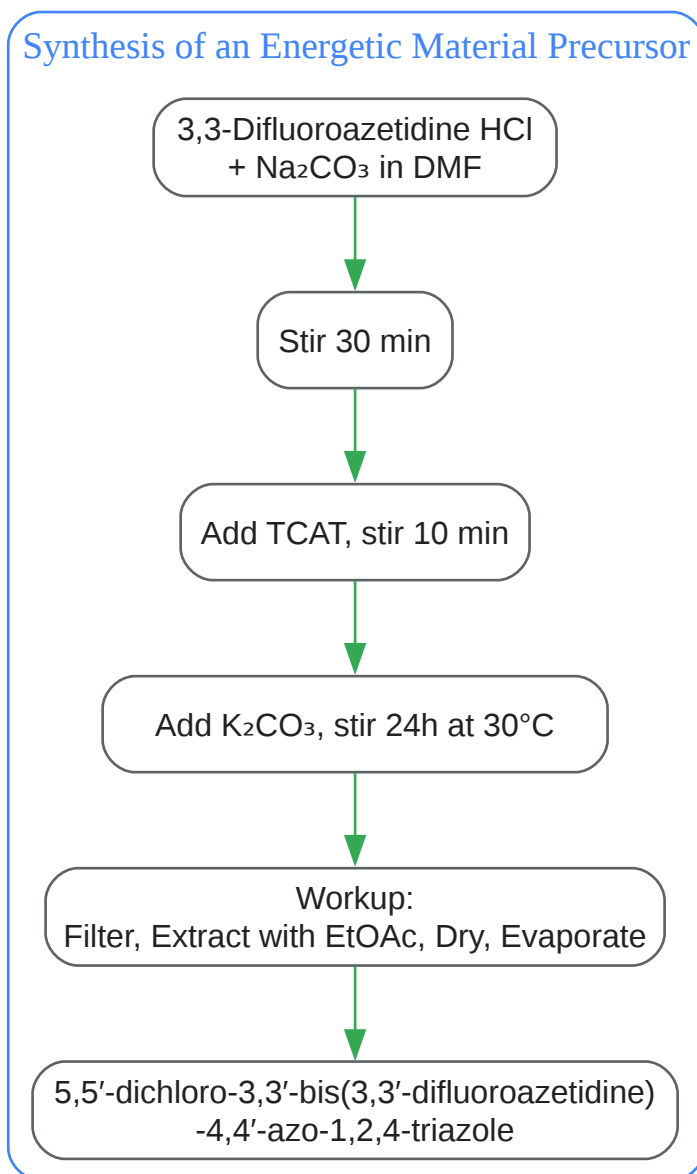 Synthesis of an Energetic Material Precursor
3,3-Difluoroazetidine HCl
+ Na₂CO₃ in DMF
Stir 30 min
Add TCAT, stir 10 min
Add K₂CO₃, stir 24h at 30°C
Workup:
Filter, Extract with EtOAc, Dry, Evaporate
5,5′-dichloro-3,3′-bis(3,3′-difluoroazetidine)
-4,4′-azo-1,2,4-triazole